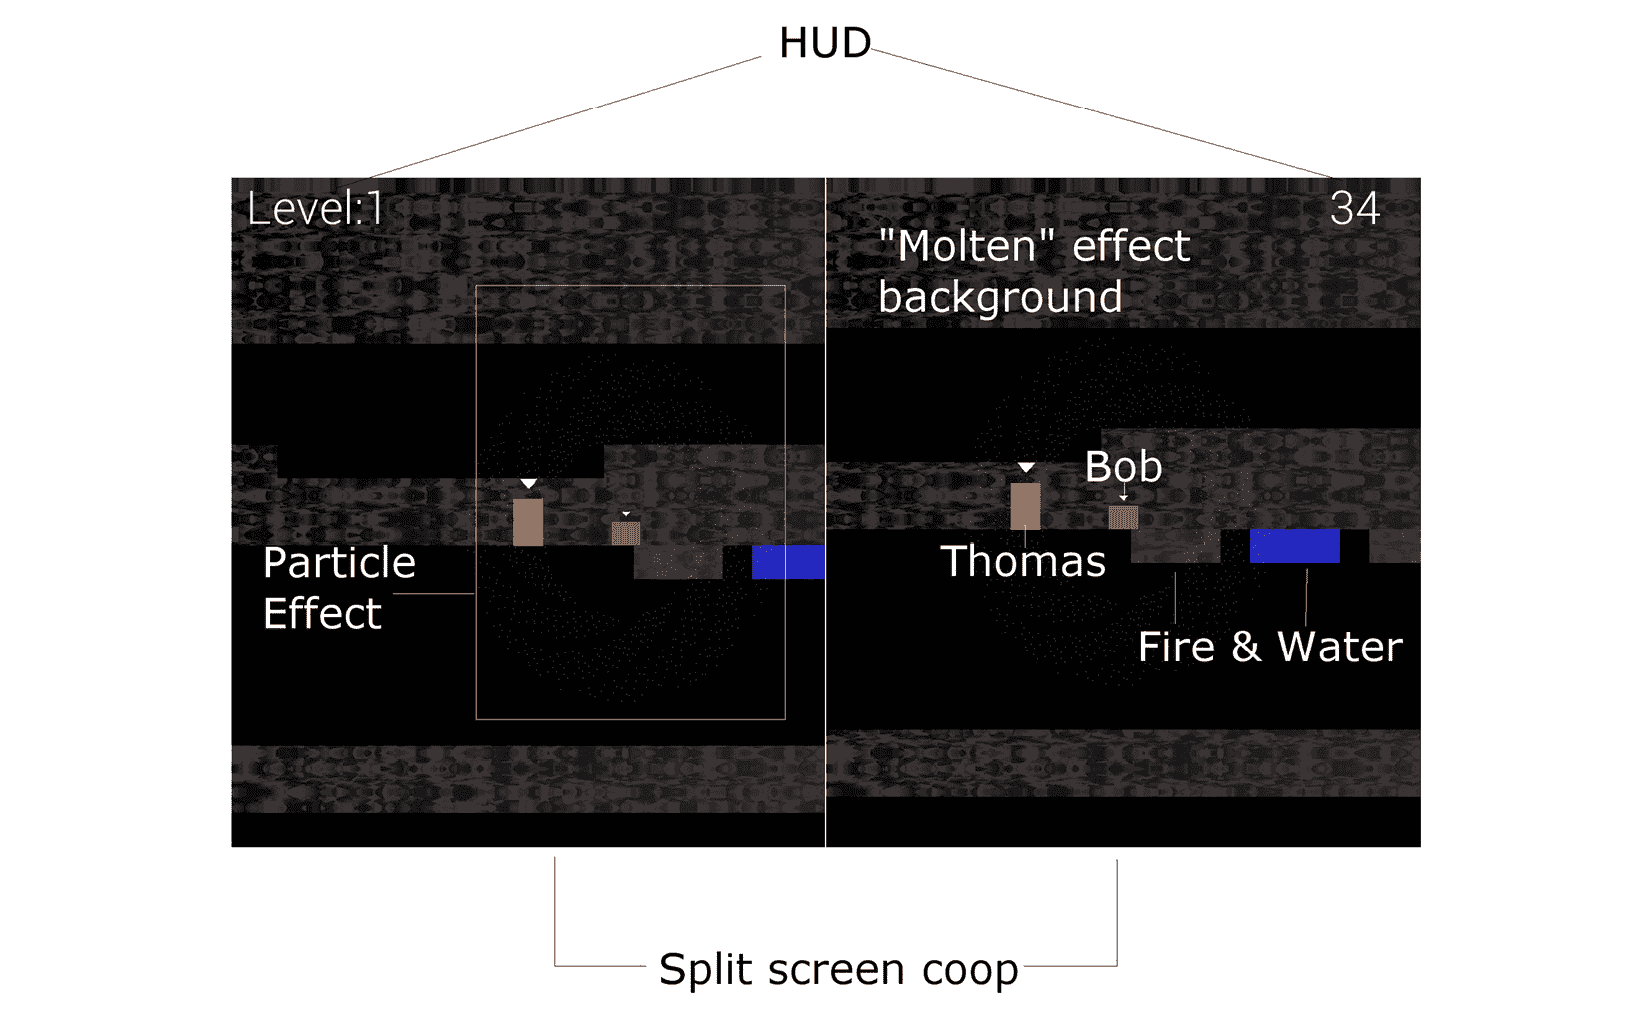 HUD
Level:1
34
"Molten" effect
background
Bob
Thomas
Particle
Effect
Fire & Water
Split screen coop